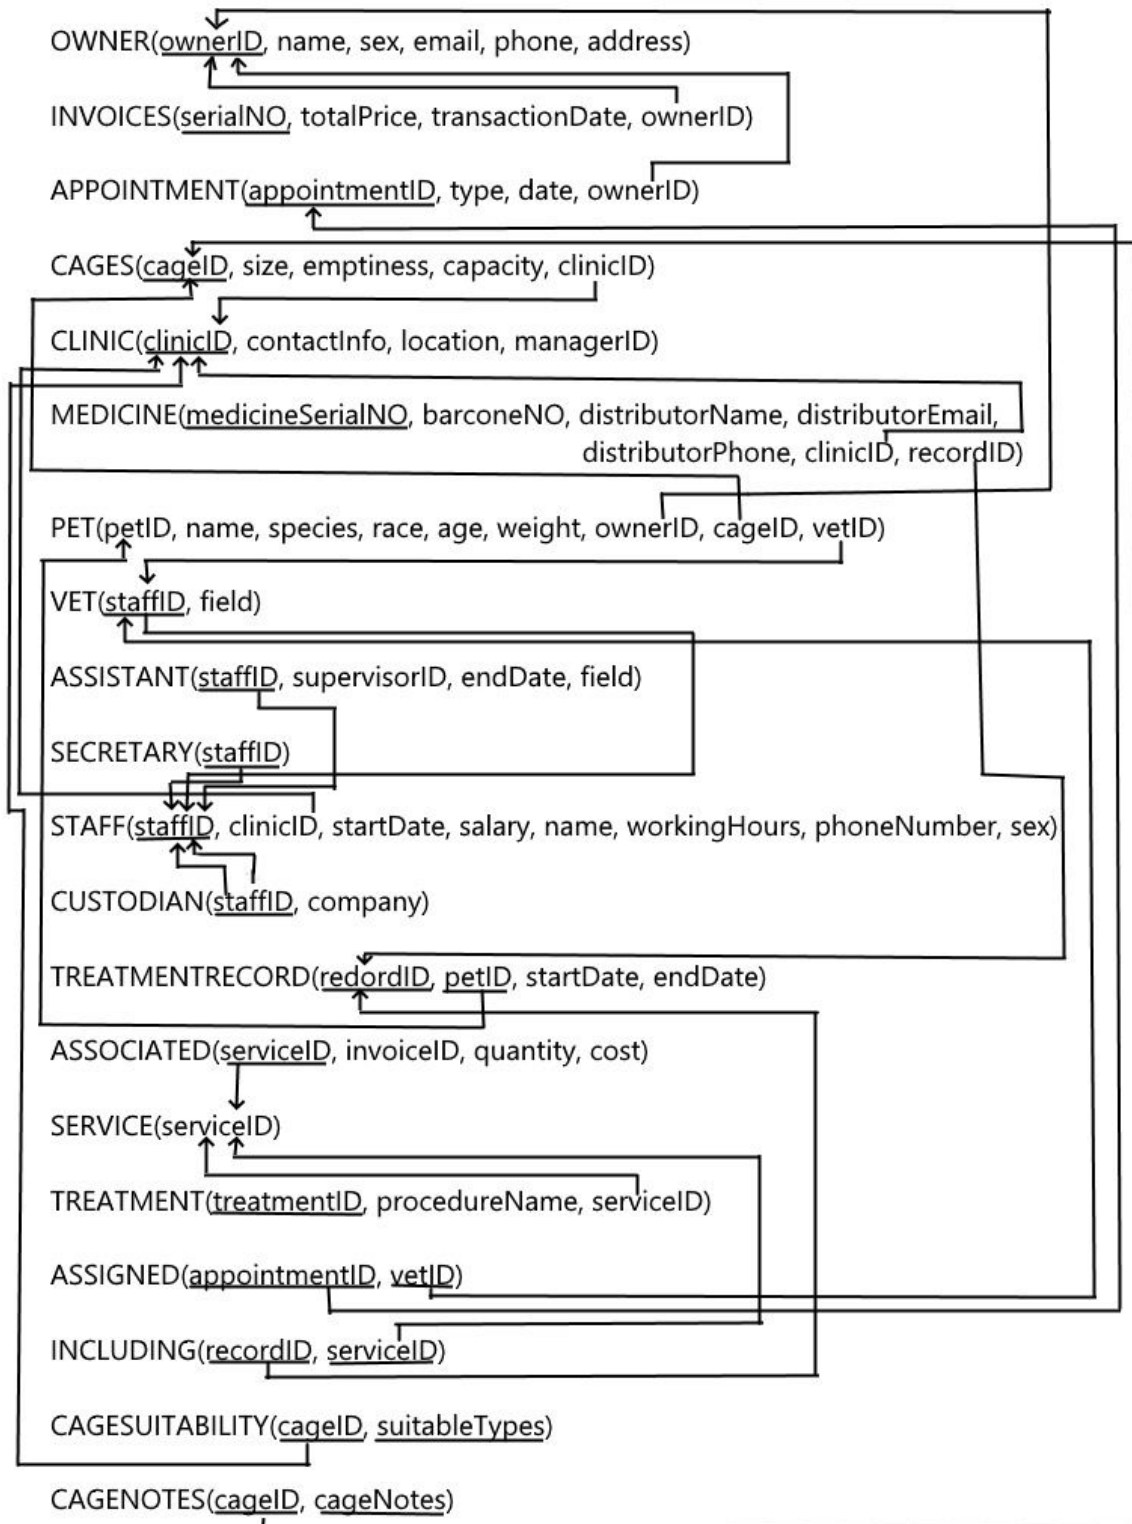 OWNER(ownerID, name, sex, email, phone, address)
INVOICES(serialNO, totalPrice, transactionDate, ownerID)
APPOINTMENT(appointmentID, type, date, ownerID)
CAGES(cageID, size, emptiness, capacity, clinicID)
CLINIC(clinicID, contactInfo, location, managerID)
MEDICINE(medicineSerialNO, barconeNO, distributorName, distributorEmail,
distributorPhone, clinicID, recordID)
PET(petID, name, species, race, age, weight, ownerID, cageID, vetID)
VET(staffID, field)
ASSISTANT(staffID, supervisorID, endDate, field)
SECRETARY(staffID)
STAFF(staffID, clinicID, startDate, salary, name, workingHours, phoneNumber, sex)
CUSTODIAN(staffID, company)
TREATMENTRECORD(redordID, petID, startDate, endDate)
ASSOCIATED(serviceID, invoiceID, quantity, cost)
SERVICE(serviceID)
TREATMENT(treatmentID, procedureName, serviceID)
ASSIGNED(appointmentID, vetID)
INCLUDING(recordID, serviceID)
CAGESUITABILITY(cageID, suitableTypes)
CAGENOTES(cageID, cageNotes)